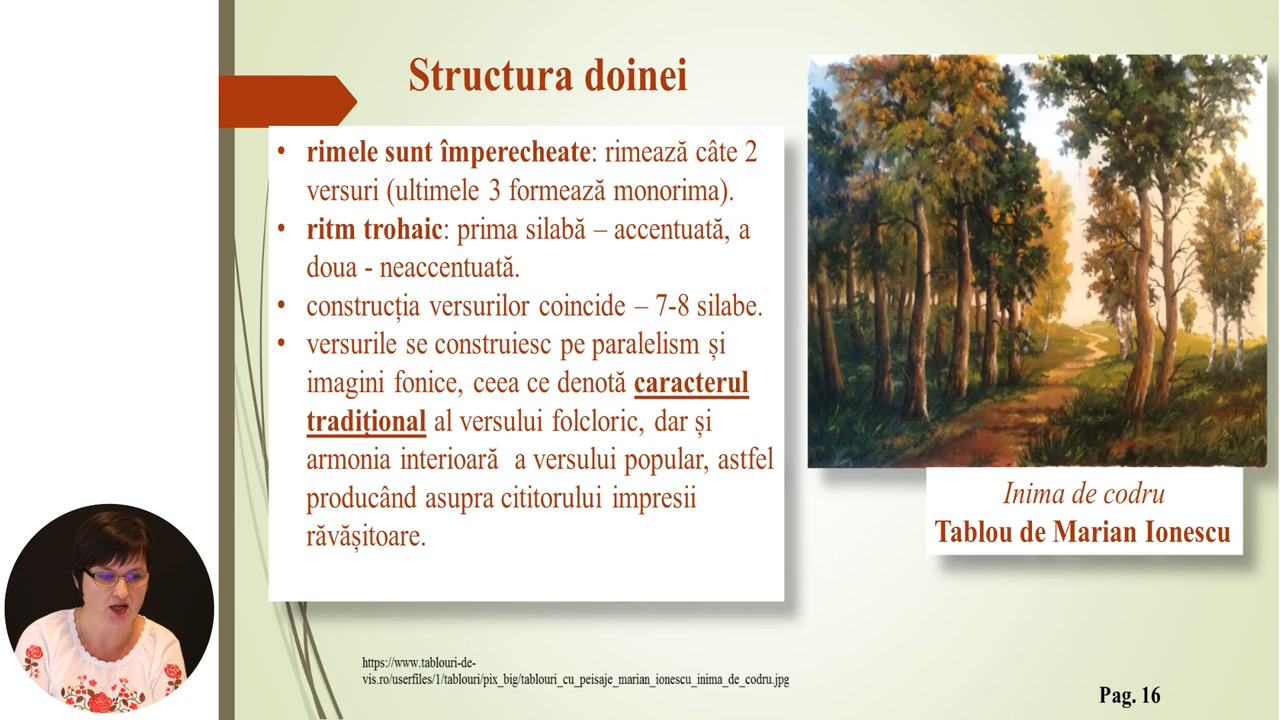 Structura doinei
• rimele sunt împerecheate: rimează câte 2
versuri (ultimele 3 formează monorima).
• ritm trohaic: prima silabă – accentuată, a
doua - neaccentuată.
• construcția versurilor coincide – 7-8 silabe.
• versurile se construiesc pe paralelism și
imagini fonice, ceea ce denotă caracterul
tradițional al versului folcloric, dar și
armonia interioară a versului popular, astfel
producând asupra cititorului impresii
răvășitoare.
Inima de codru
Tablou de Marian Ionescu
https://www.tablouri-de-
vis.ro/userfiles/1/tablouri/pix_big/tablouri_cu_peisaje_marian_ionescu_inima_de_codru.jpg
Pag. 16